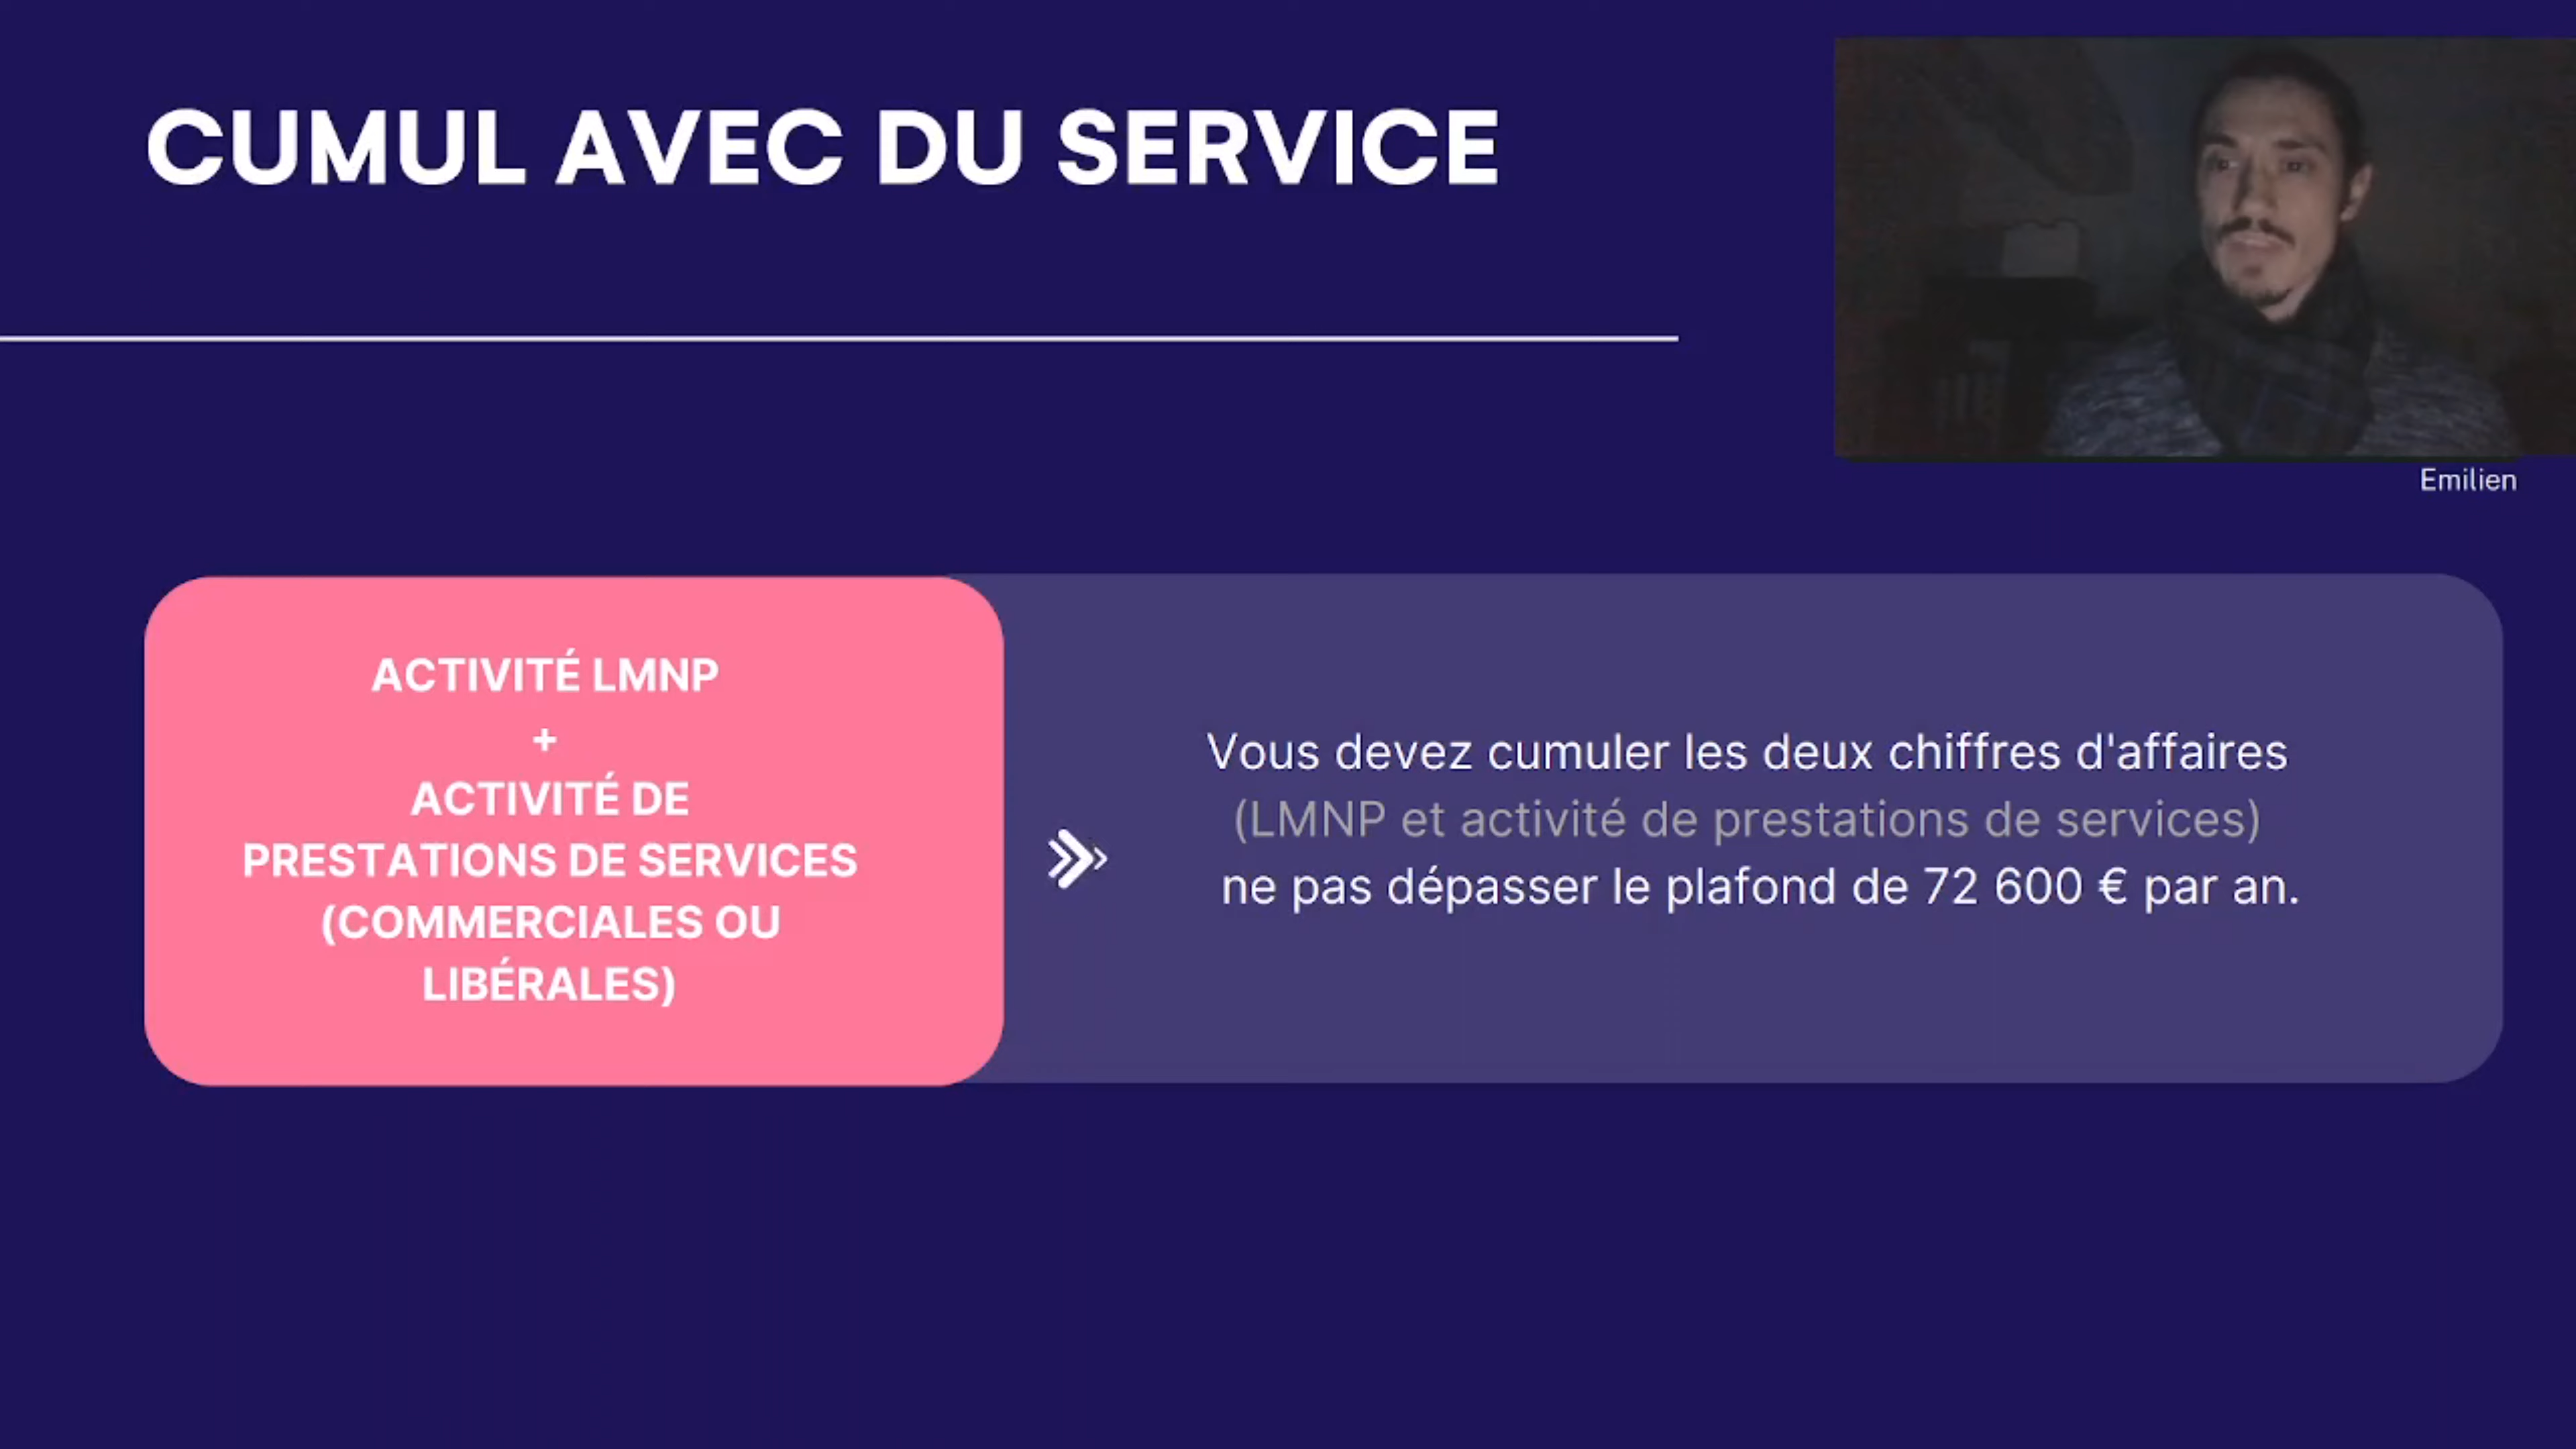 CUMUL AVEC DU SERVICE
Emilien
ACTIVITÉ LMNP
+
ACTIVITÉ DE
PRESTATIONS DE SERVICES
(COMMERCIALES OU
LIBÉRALES)
Vous devez cumuler les deux chiffres d'affaires
(LMNP et activité de prestations de services)
ne pas dépasser le plafond de 72 600 € par an.